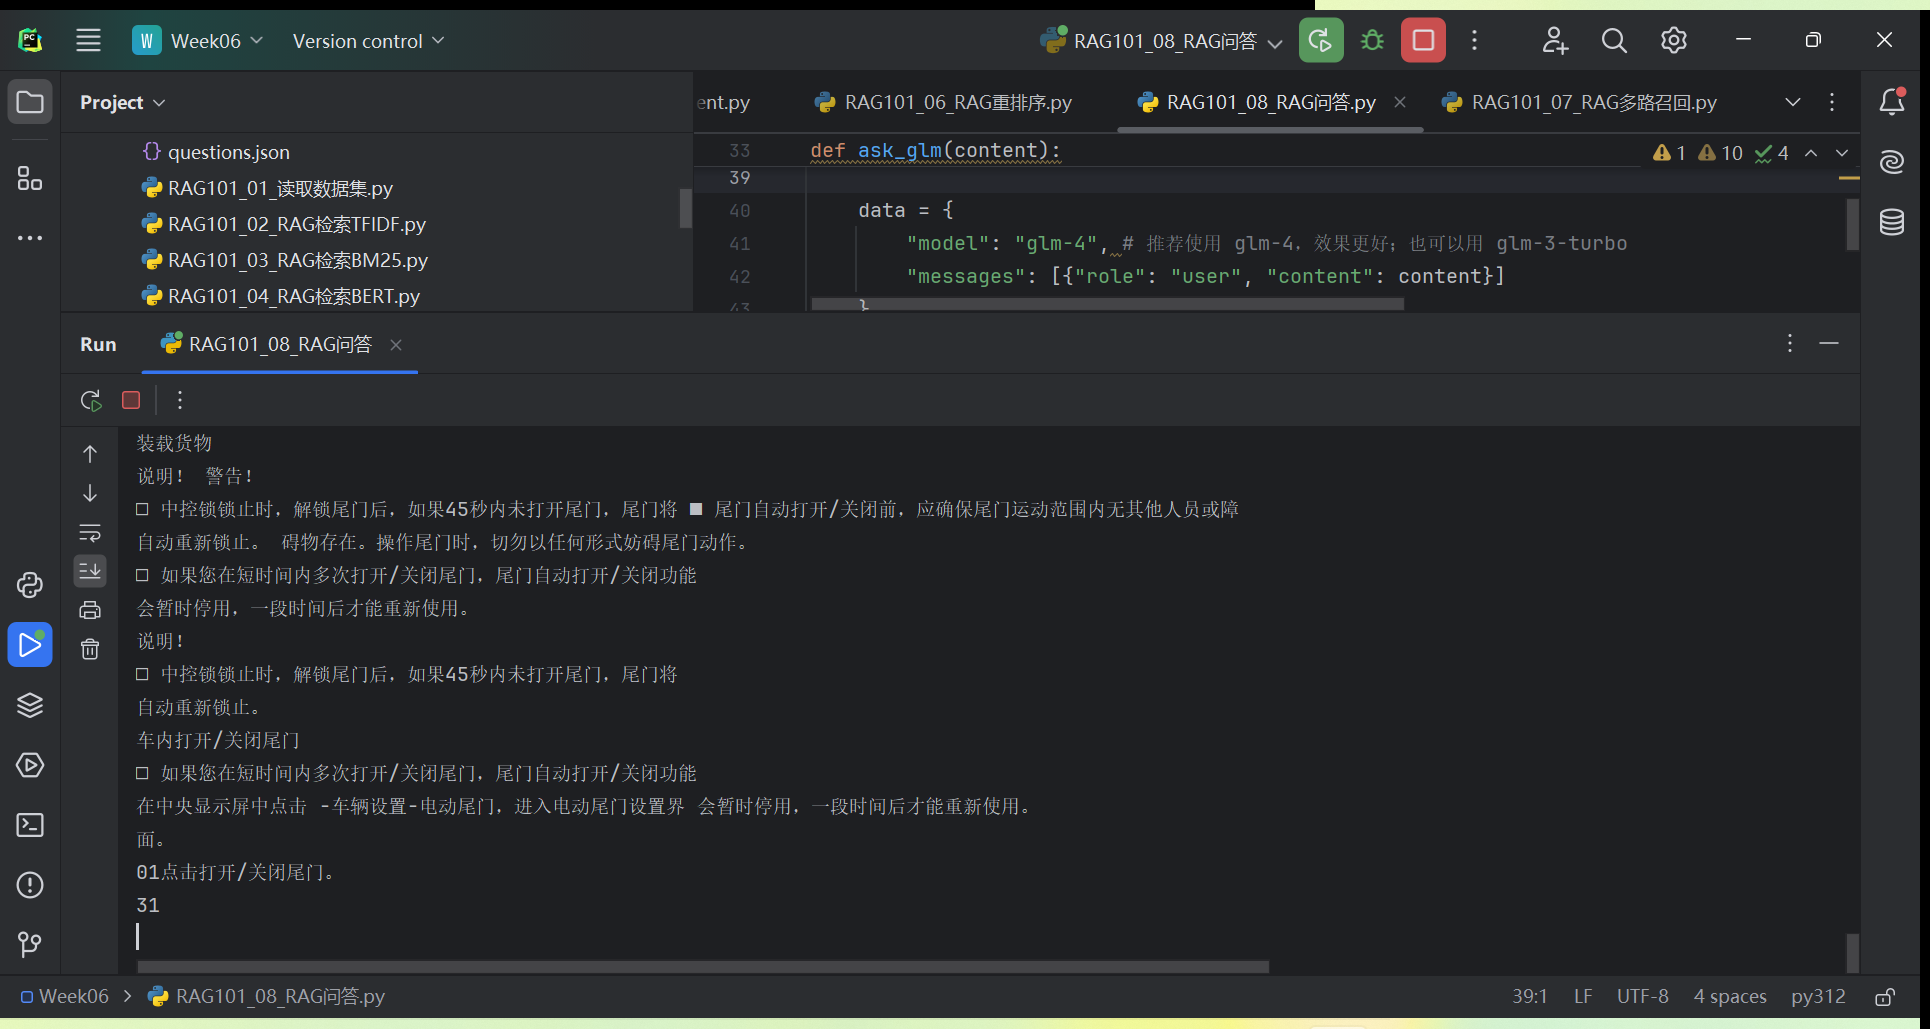 PC
W Week06 Version control RAG101_08_RAG问答
Project
questions.json
RAG101_01_读取数据集.py
RAG101_02_RAG检索TFIDF.py
RAG101_03_RAG检索BM25.py
RAG101_04_RAG检索BERT.py
ent.py RAG101_06_RAG重排序.py RAG101_08_RAG问答.py RAG101_07_RAG多路召回.py
33 def ask_glm(content):
1 10 4
39
40 data = {
41 "model": "glm-4", # 推荐使用 glm-4，效果更好；也可以用 glm-3-turbo
42 "messages": [{"role": "user", "content": content}]
43 }
Run RAG101_08_RAG问答
装载货物
说明！ 警告！
□ 中控锁锁止时，解锁尾门后，如果45秒内未打开尾门，尾门将 ■ 尾门自动打开/关闭前，应确保尾门运动范围内无其他人员或障
自动重新锁止。 碍物存在。操作尾门时，切勿以任何形式妨碍尾门动作。
□ 如果您在短时间内多次打开/关闭尾门，尾门自动打开/关闭功能
会暂时停用，一段时间后才能重新使用。
说明！
□ 中控锁锁止时，解锁尾门后，如果45秒内未打开尾门，尾门将
自动重新锁止。
车内打开/关闭尾门
□ 如果您在短时间内多次打开/关闭尾门，尾门自动打开/关闭功能
在中央显示屏中点击 -车辆设置-电动尾门，进入电动尾门设置界 会暂时停用，一段时间后才能重新使用。
面。
01点击打开/关闭尾门。
31
Week06 > RAG101_08_RAG问答.py 39:1 LF UTF-8 4 spaces py312